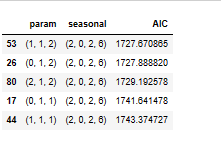 param seasonal AIC
53 (1, 1, 2) (2, 0, 2, 6) 1727.670865
26 (0, 1, 2) (2, 0, 2, 6) 1727.888820
80 (2, 1, 2) (2, 0, 2, 6) 1729.192578
17 (0, 1, 1) (2, 0, 2, 6) 1741.641478
44 (1, 1, 1) (2, 0, 2, 6) 1743.374727